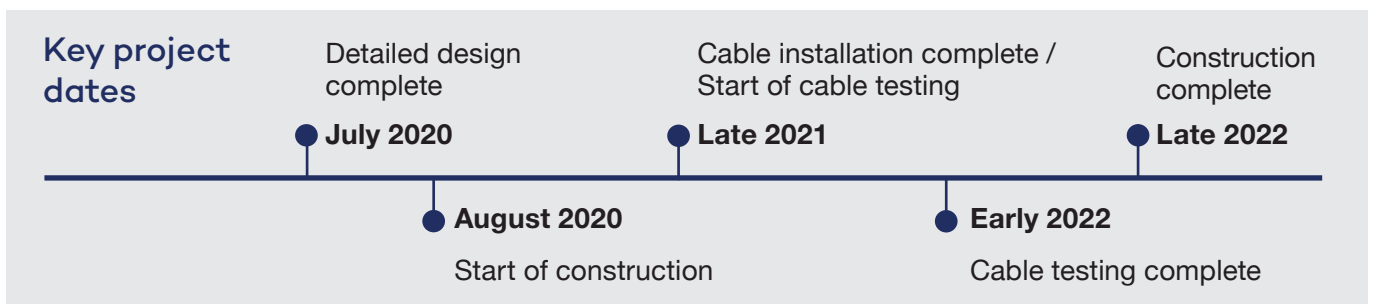 Key project
dates
Detailed design
complete
July 2020
August 2020
Start of construction
Cable installation complete /
Start of cable testing
Late 2021
Early 2022
Cable testing complete
Construction
complete
Late 2022